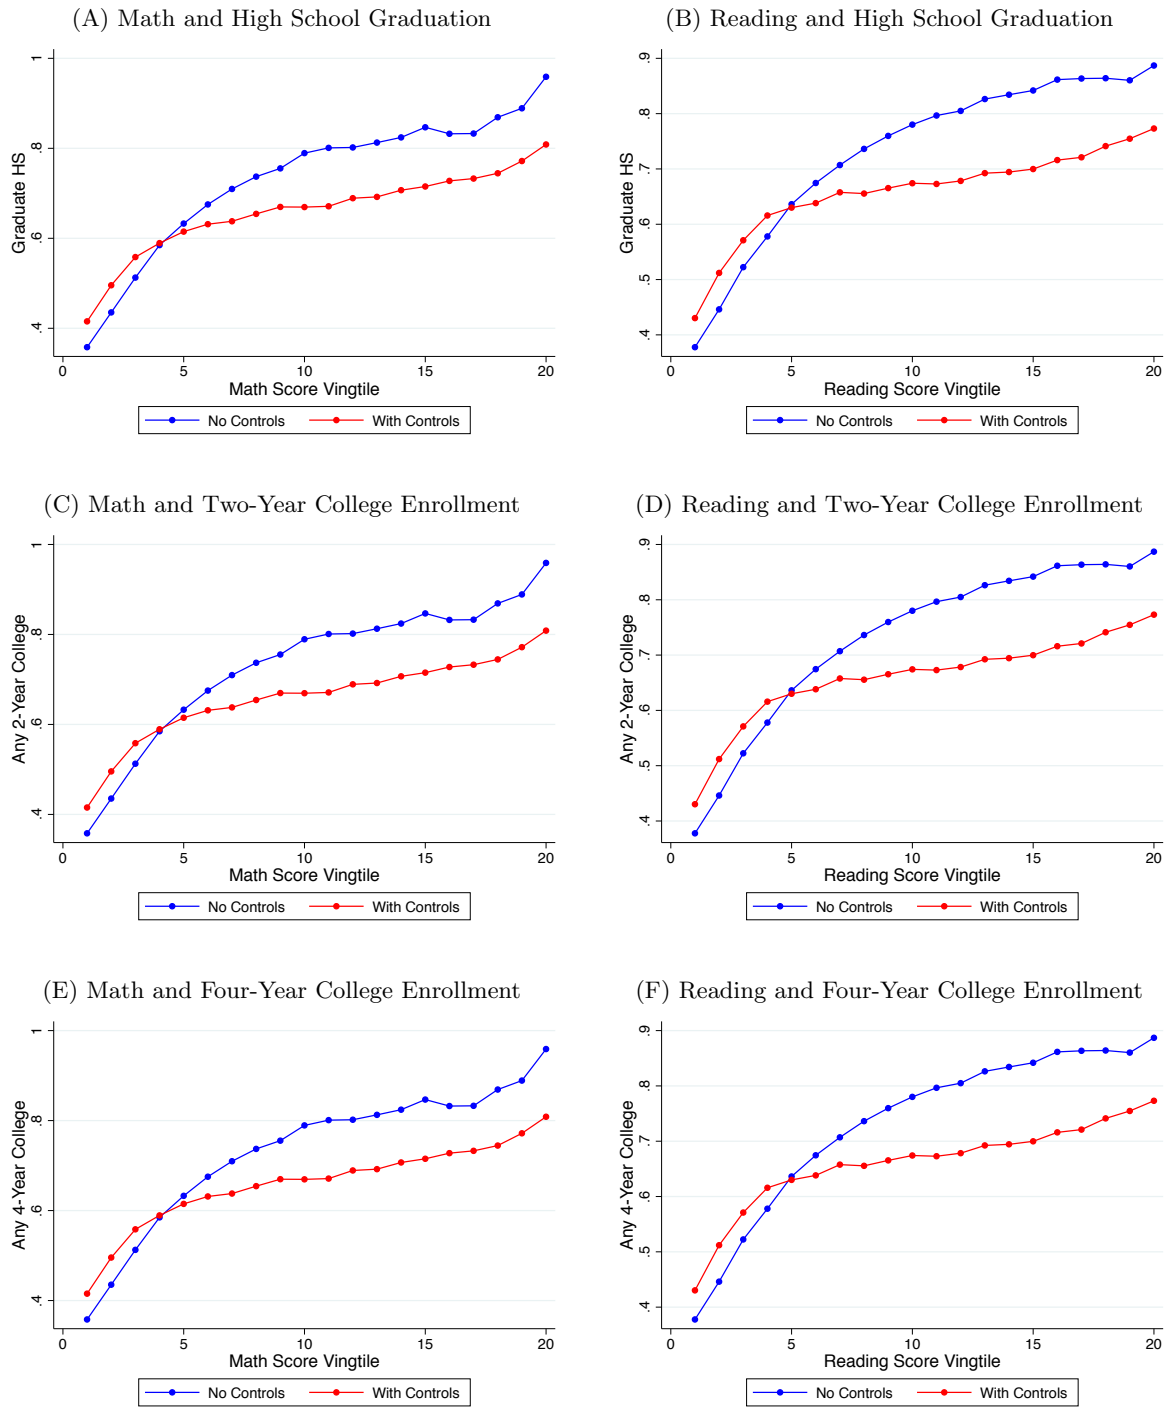 (A) Math and High School Graduation
Graduate HS
1
.8
.6
.4
0 5 10 15 20
Math Score Vingtile
No Controls With Controls
(B) Reading and High School Graduation
Graduate HS
.9
.8
.7
.6
.5
.4
0 5 10 15 20
Reading Score Vingtile
No Controls With Controls
(C) Math and Two-Year College Enrollment
Any 2-Year College
1
.8
.6
.4
0 5 10 15 20
Math Score Vingtile
No Controls With Controls
(D) Reading and Two-Year College Enrollment
Any 2-Year College
.9
.8
.7
.6
.5
.4
0 5 10 15 20
Reading Score Vingtile
No Controls With Controls
(E) Math and Four-Year College Enrollment
Any 4-Year College
1
.8
.6
.4
0 5 10 15 20
Math Score Vingtile
No Controls With Controls
(F) Reading and Four-Year College Enrollment
Any 4-Year College
.9
.8
.7
.6
.5
.4
0 5 10 15 20
Reading Score Vingtile
No Controls With Controls